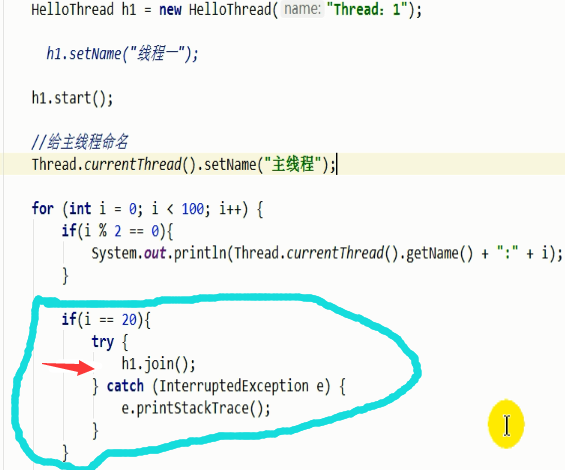 HelloThread h1 = new HelloThread( name: "Thread: 1");
h1.setName("线程一");
h1.start();
//给主线程命名
Thread.currentThread().setName("主线程");
for (int i = 0; i < 100; i++) {
if(i % 2 == 0){
System.out.println(Thread.currentThread().getName() + ":" + i);
}
if(i == 20){
try {
h1.join();
} catch (InterruptedException e) {
e.printStackTrace();
}
}